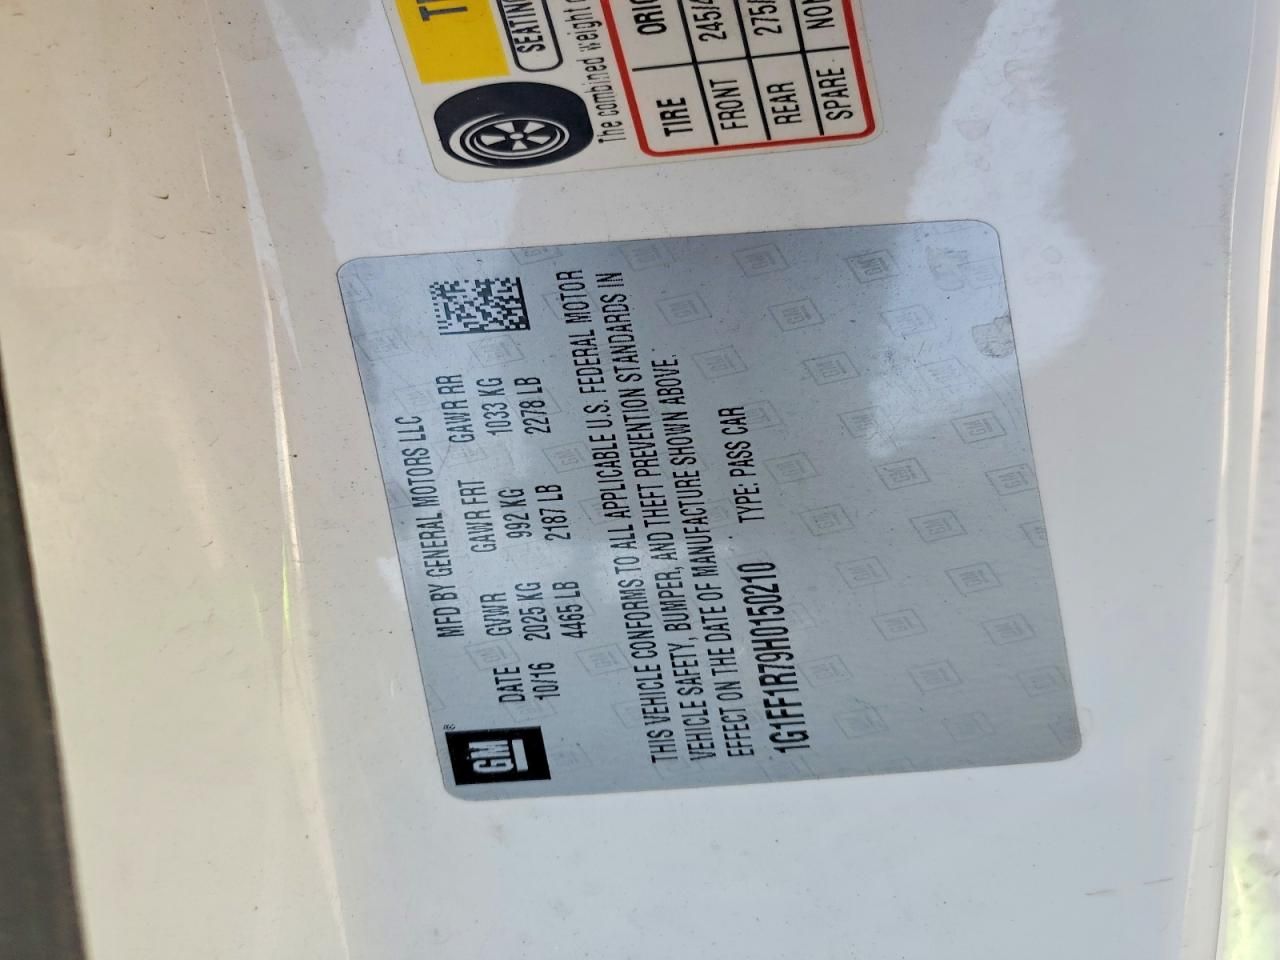 SEATING
The combined weight
TIRE
FRONT 245/
REAR 275/
SPARE
GM ®
MFD BY GENERAL MOTORS LLC
DATE GVWR GAWR FRT GAWR RR
10/16 2025 KG 992 KG 1033 KG
4465 LB 2187 LB 2278 LB
THIS VEHICLE CONFORMS TO ALL APPLICABLE U.S. FEDERAL MOTOR
VEHICLE SAFETY, BUMPER, AND THEFT PREVENTION STANDARDS IN
EFFECT ON THE DATE OF MANUFACTURE SHOWN ABOVE.
1G1FF1R79H0150210 TYPE: PASS CAR